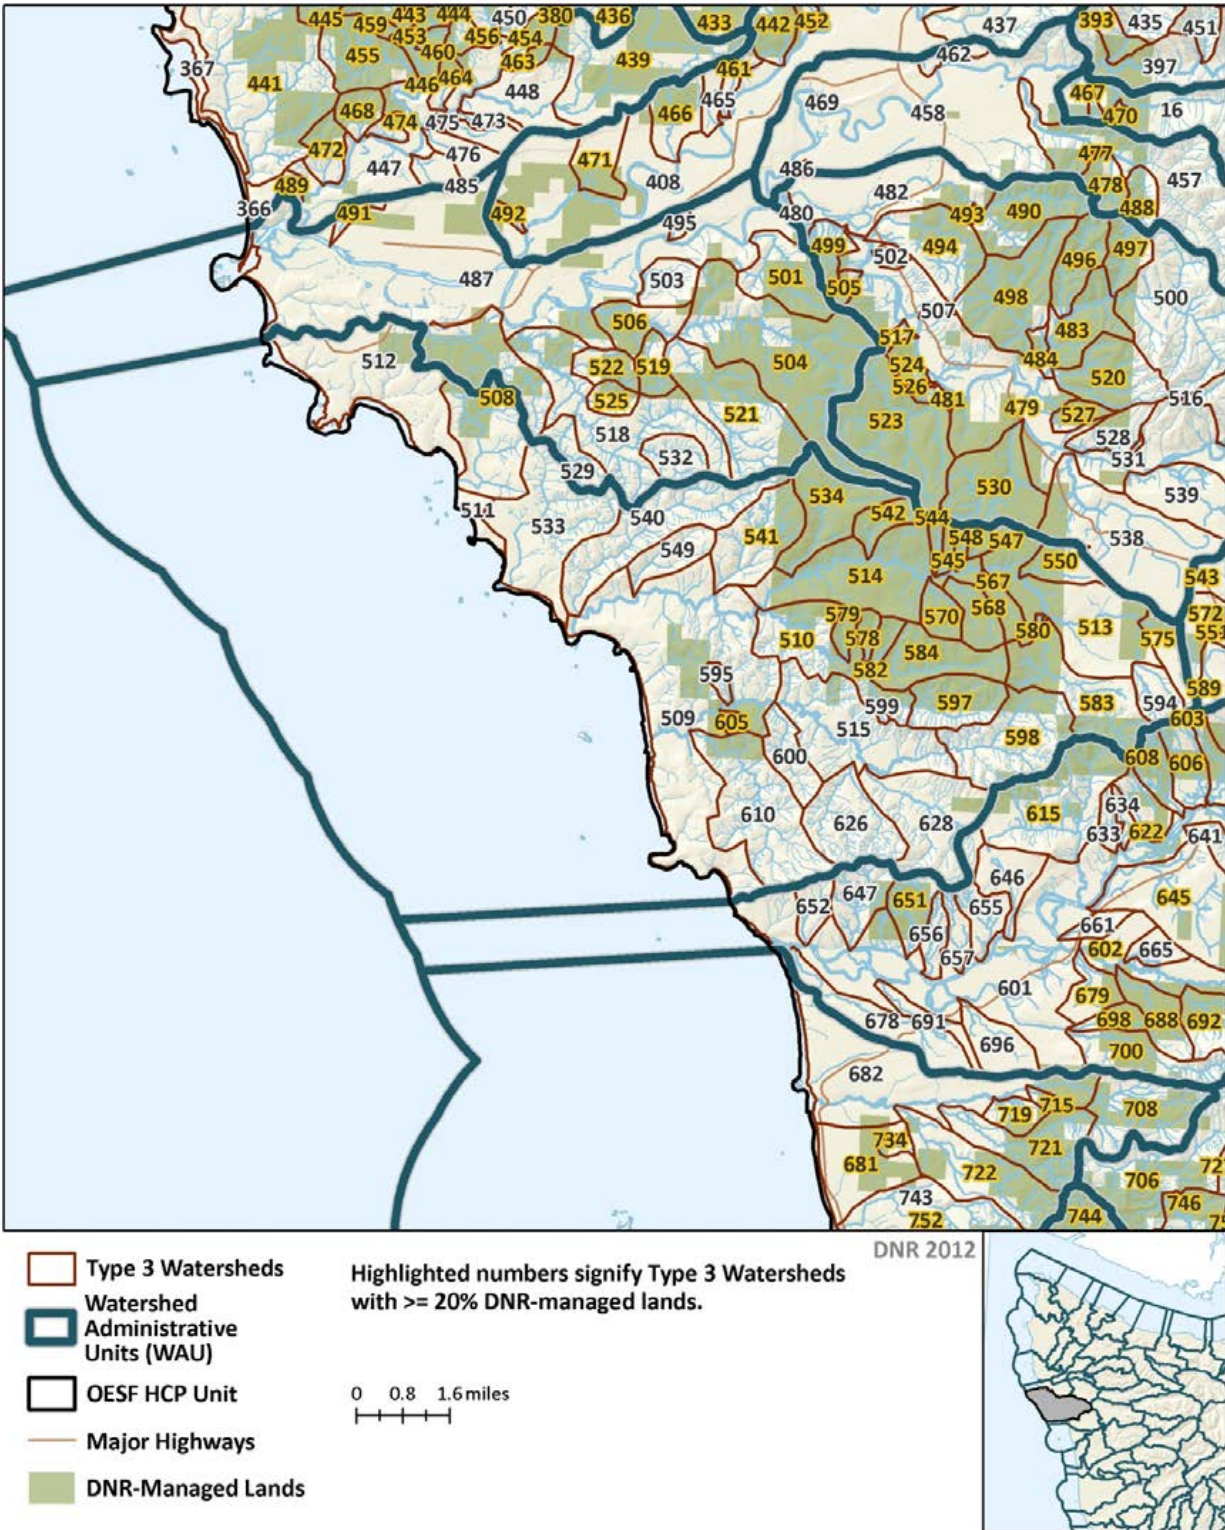 445 459 443 444 450 380 436 433 442 452 437 393 435 451
453 456 454
367 441 455 460 463 439 461 462 458 397
446 464 448 466 465 469 467 16
468 474 475 473 470
472 447 476 471 408 486 477 457
489 485 482 478
366 491 492 495 480 493 490 488
499 494 496 497
487 503 501 505 502 498 500
506 507 483
512 522 519 504 517 524 484 520
508 525 521 526 481 479 527 516
518 523 528
529 532 530 531 539
511 533 540 534 542 544 538
549 541 548 547
514 545 550 543
567 572
510 579 570 568 513 551
578 584 580 575
595 582 589
509 605 599 597 583 594
515 598 603
600 608 606
610 626 628 615 634
633 622 641
647 651 646 645
652 655
656 661
657 602 665
601 679
678 691 698 688 692
696 700
682
719 715 708
734 721
681 722 706 72
743 746
752 744 7
DNR 2012
Type 3 Watersheds
Watershed
Administrative
Units (WAU)
OESF HCP Unit
Major Highways
DNR-Managed Lands
Highlighted numbers signify Type 3 Watersheds
with >= 20% DNR-managed lands.
0 0.8 1.6 miles